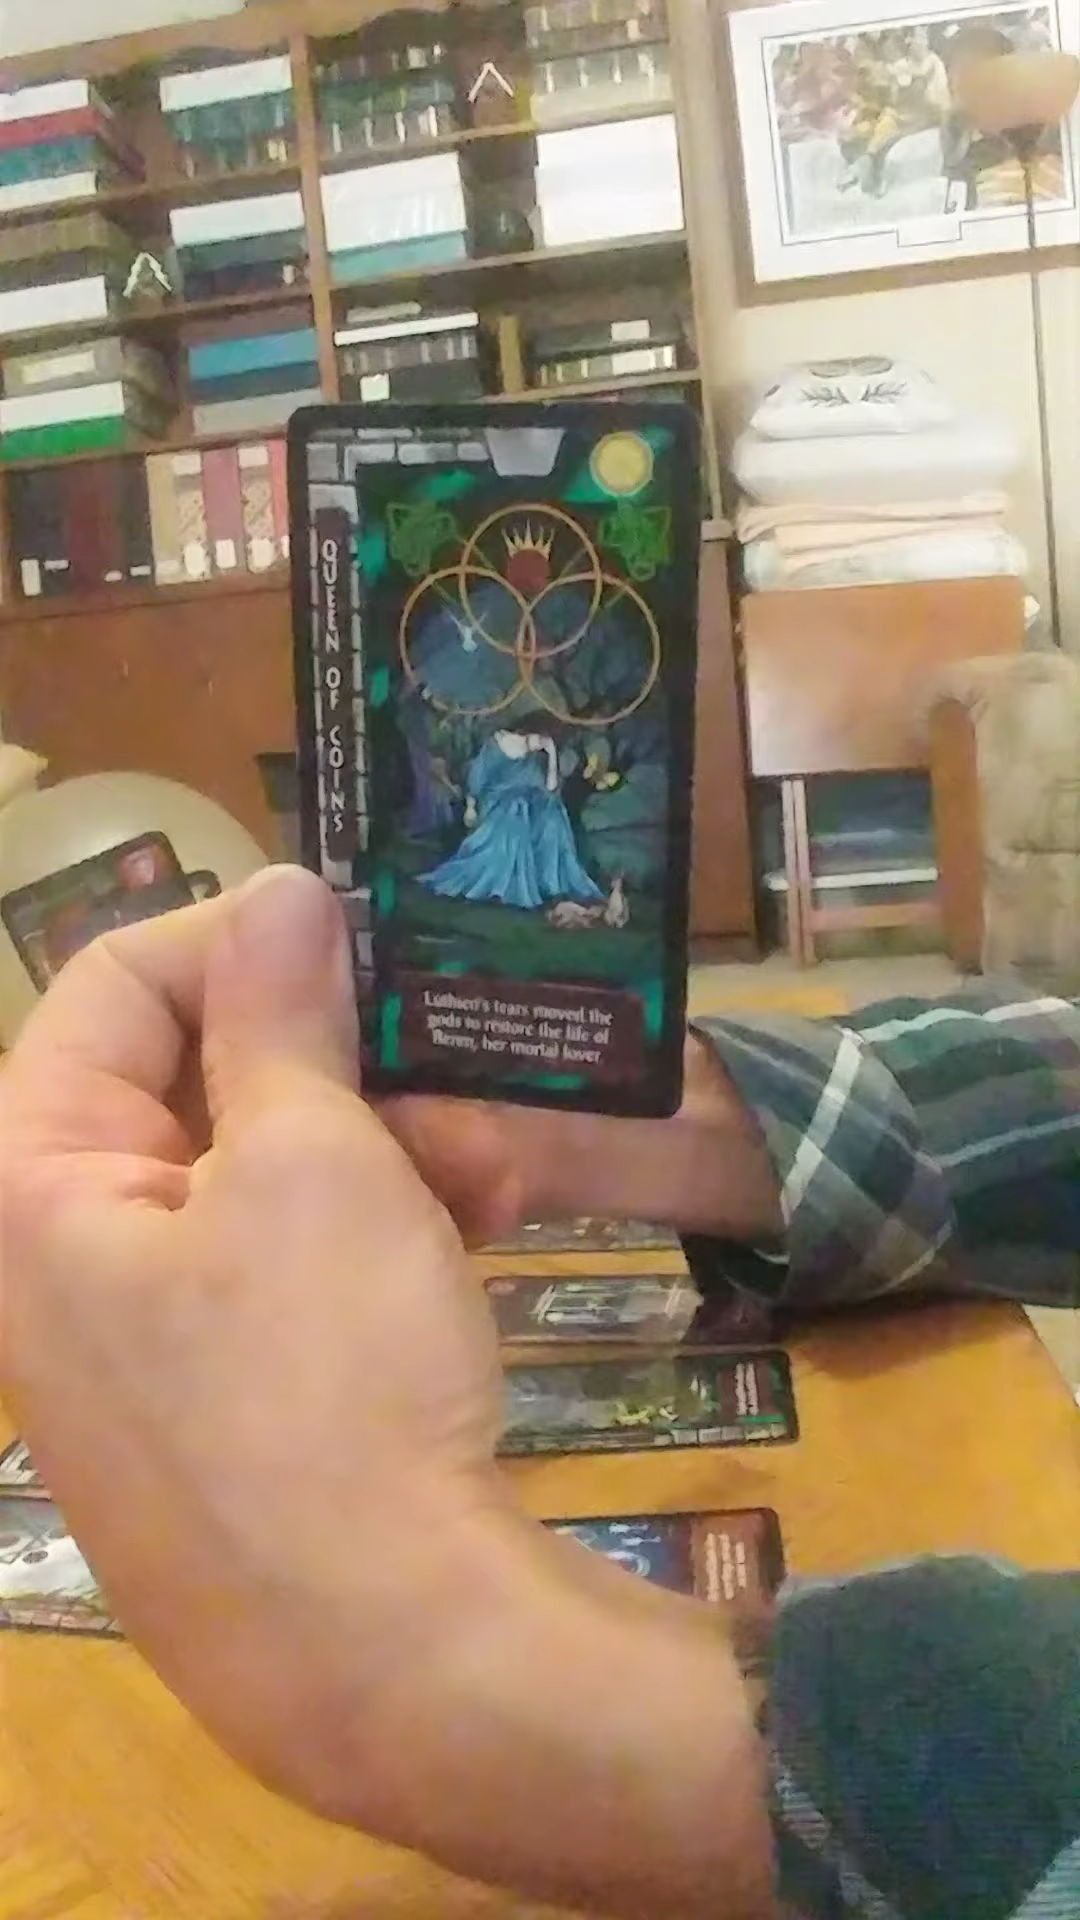 QUEEN OF COINS
Luthien's tears moved the
gods to restore the life of
Beren, her mortal lover.